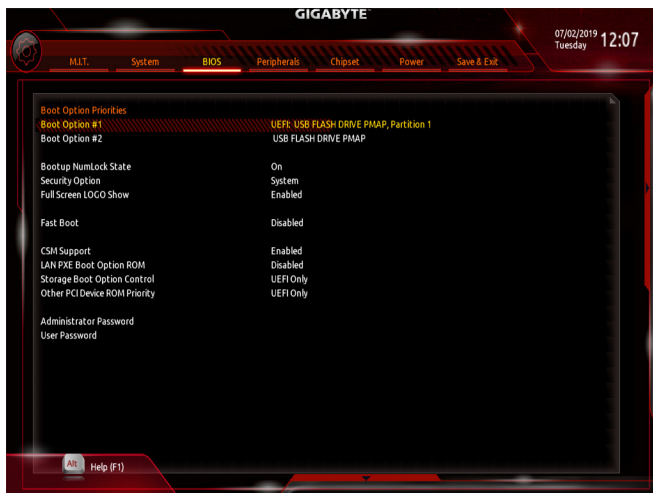 GIGABYTE™
07/02/2019 12:07
Tuesday
M.I.T. System BIOS Peripherals Chipset Power Save & Exit
Boot Option Priorities
Boot Option #1 UEFI: USB FLASH DRIVE PMAP, Partition 1
Boot Option #2 USB FLASH DRIVE PMAP
Bootup NumLock State On
Security Option System
Full Screen LOGO Show Enabled
Fast Boot Disabled
CSM Support Enabled
LAN PXE Boot Option ROM Disabled
Storage Boot Option Control UEFI Only
Other PCI Device ROM Priority UEFI Only
Administrator Password
User Password
Alt Help (F1)